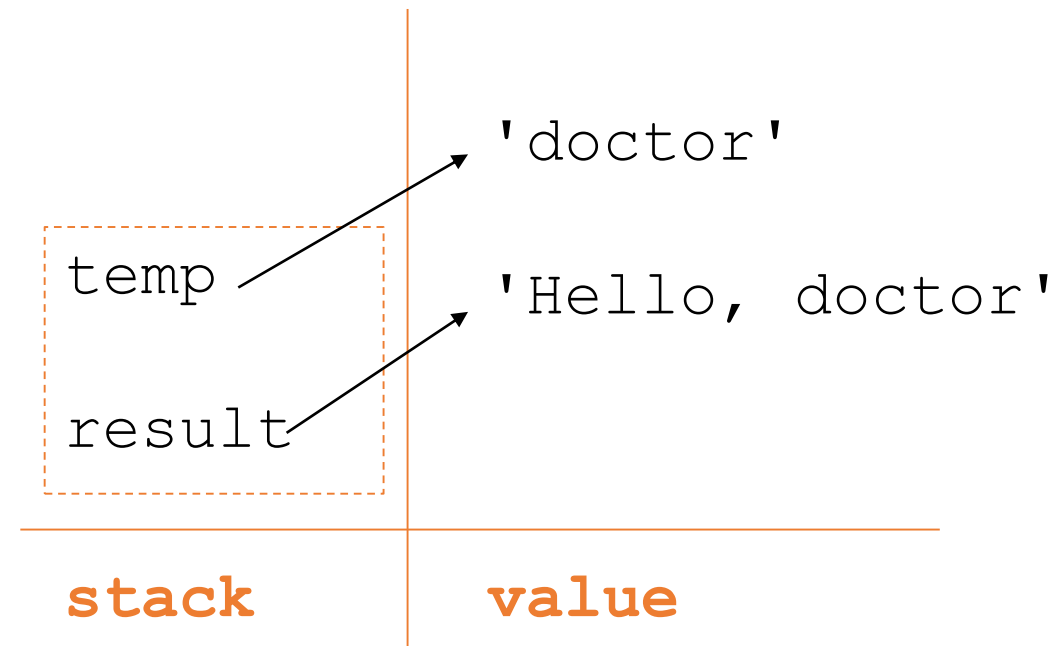 'doctor'
temp
'Hello, doctor'
result
stack
value